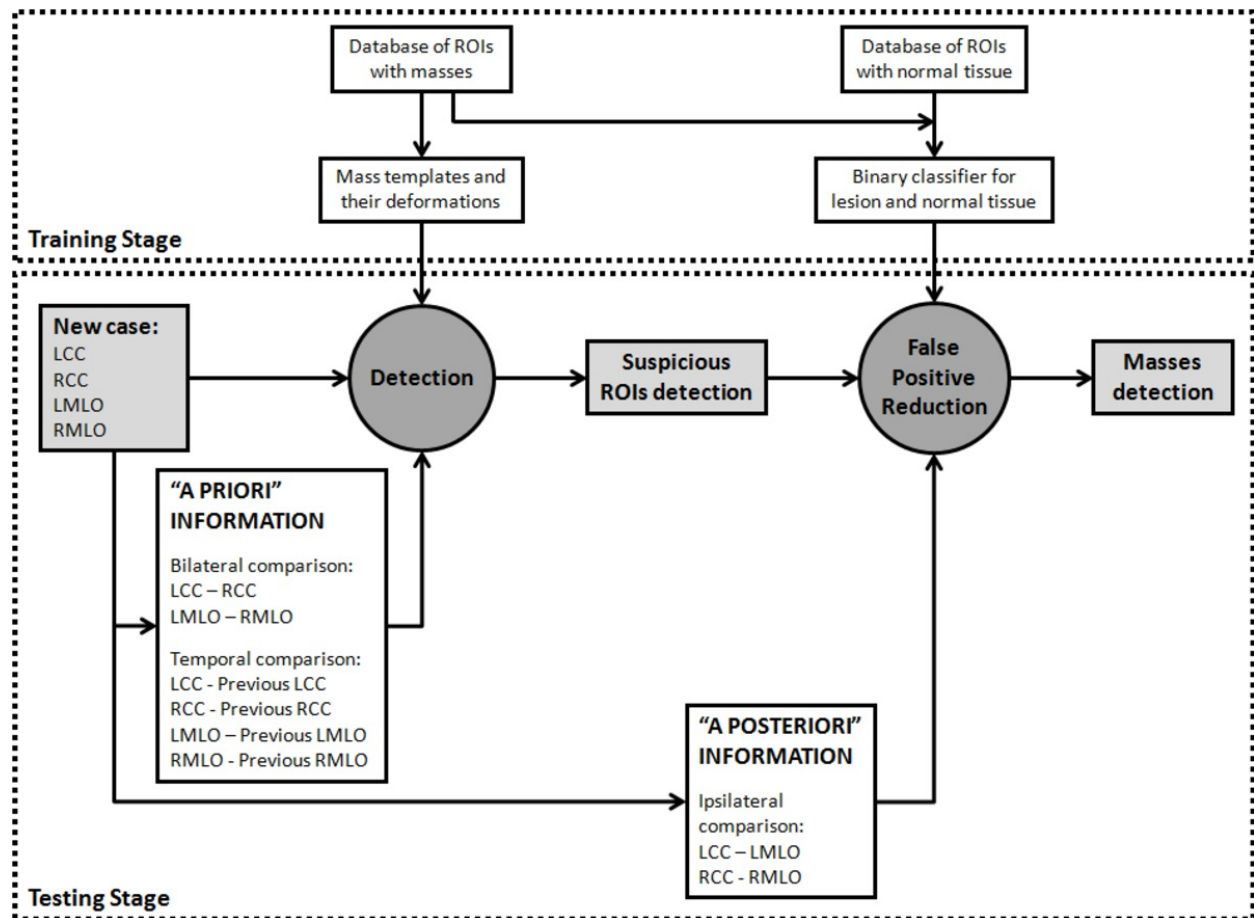 Database of ROIs
with masses
Database of ROIs
with normal tissue
Mass templates and
their deformations
Binary classifier for
lesion and normal tissue
Training Stage
New case:
LCC
RCC
LMLO
RMLO
Detection
Suspicious
ROIs detection
False
Positive
Reduction
Masses
detection
“A PRIORI”
INFORMATION
Bilateral comparison:
LCC – RCC
LMLO – RMLO
Temporal comparison:
LCC - Previous LCC
RCC - Previous RCC
LMLO – Previous LMLO
RMLO - Previous RMLO
“A POSTERIORI”
INFORMATION
Ipsilateral
comparison:
LCC – LMLO
RCC - RMLO
Testing Stage